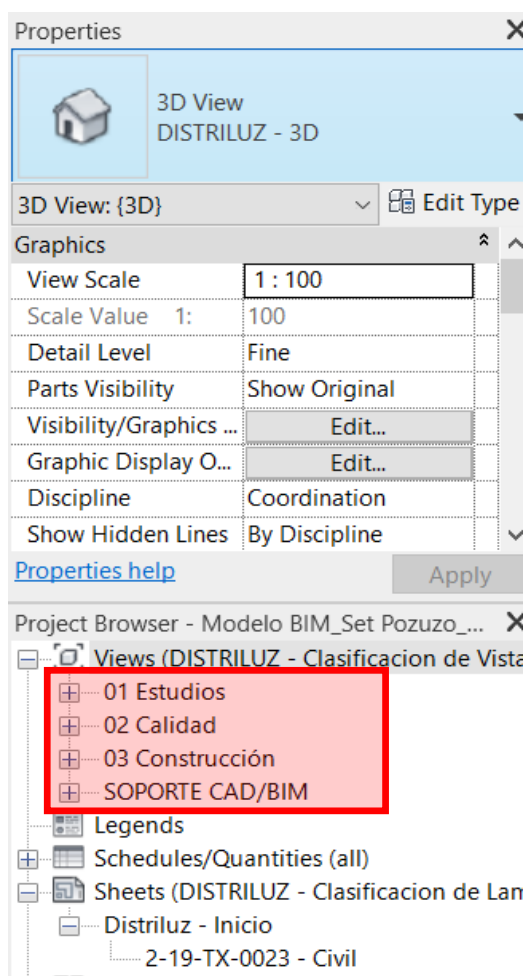 Properties
3D View
DISTRILUZ - 3D
3D View: {3D} Edit Type
Graphics
View Scale 1 : 100
Scale Value 1: 100
Detail Level Fine
Parts Visibility Show Original
Visibility/Graphics ... Edit...
Graphic Display O... Edit...
Discipline Coordination
Show Hidden Lines By Discipline
Properties help Apply
Project Browser - Modelo BIM_Set Pozuzo_...
Views (DISTRILUZ - Clasificacion de Vista
01 Estudios
02 Calidad
03 Construcción
SOPORTE CAD/BIM
Legends
Schedules/Quantities (all)
Sheets (DISTRILUZ - Clasificacion de Lam
Distriluz - Inicio
2-19-TX-0023 - Civil